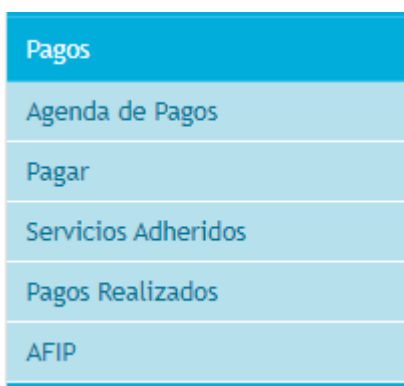 Pagos
Agenda de Pagos
Pagar
Servicios Adheridos
Pagos Realizados
AFIP